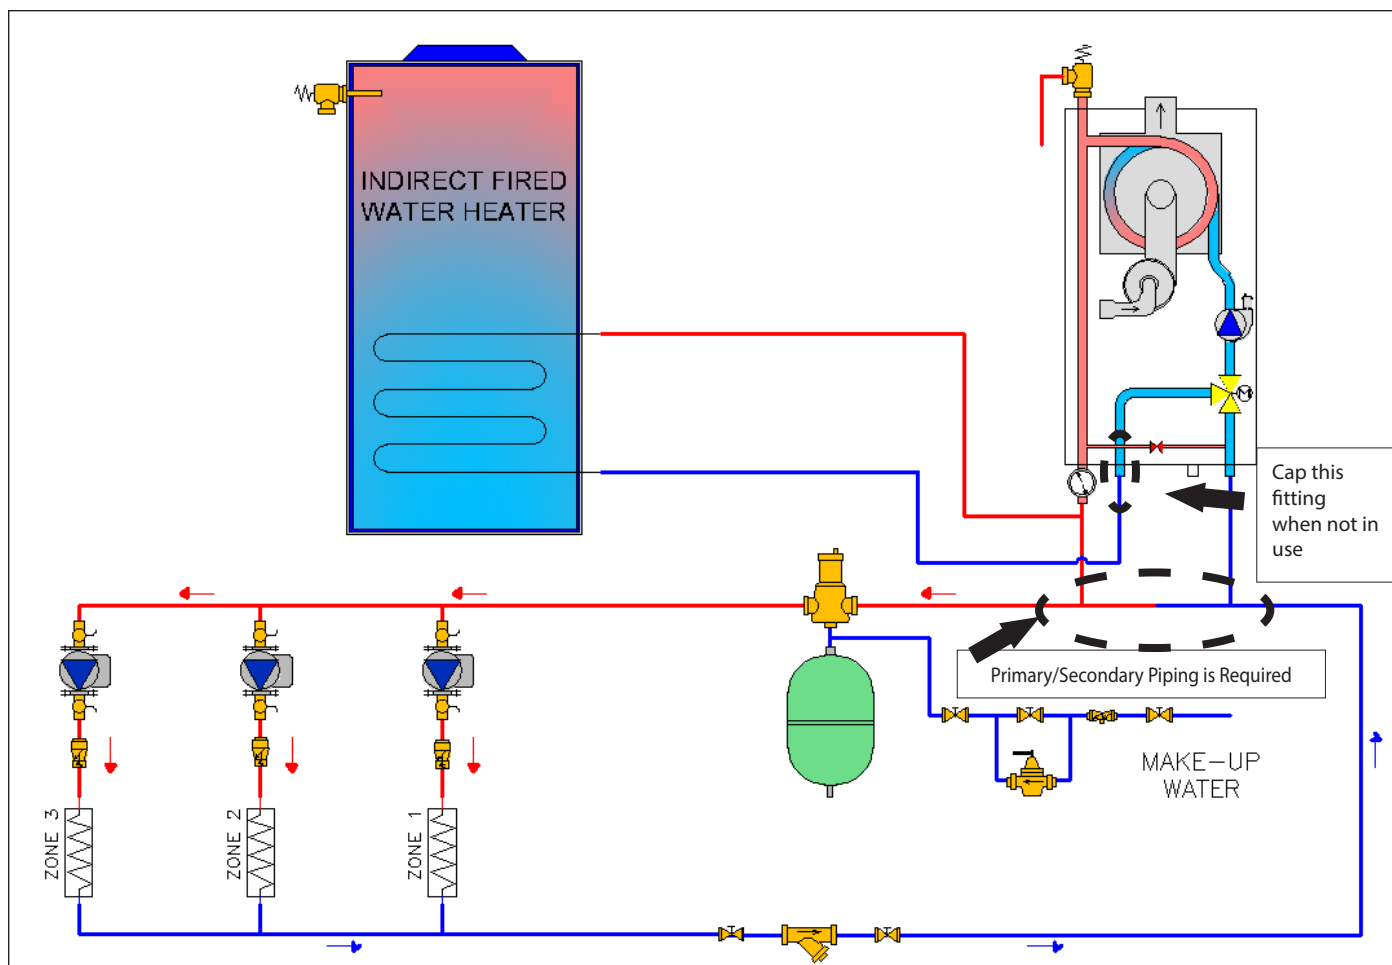 INDIRECT FIRED
WATER HEATER
M
Cap this
fitting
when not in
use
Primary/Secondary Piping is Required
MAKE-UP
WATER
ZONE 3
ZONE 2
ZONE 1